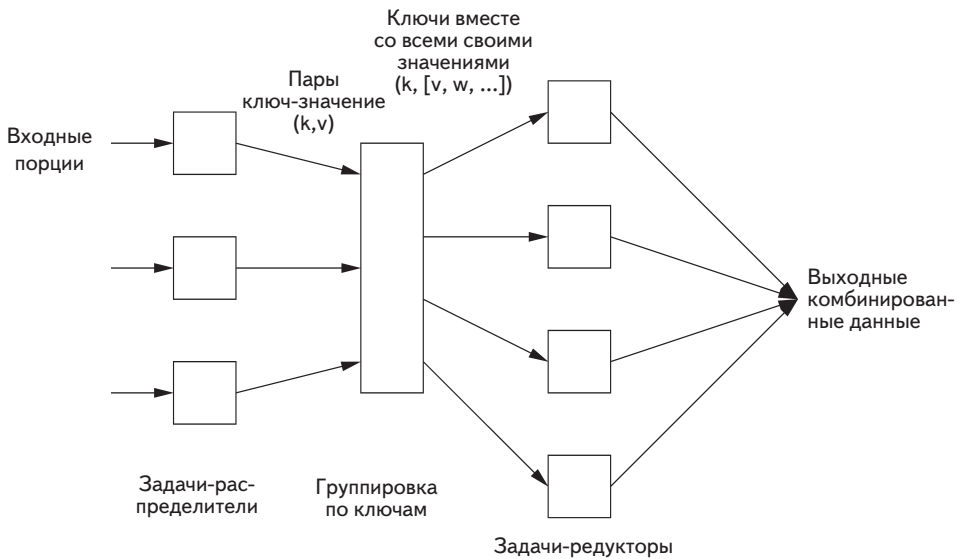 Ключи вместе
со всеми своими
значениями
(k, [v, w, ...])
Пары
ключ-значение
(k,v)
Входные
порции
Выходные
комбинирован-
ные данные
Задачи-рас-
пределители
Группировка
по ключам
Задачи-редукторы